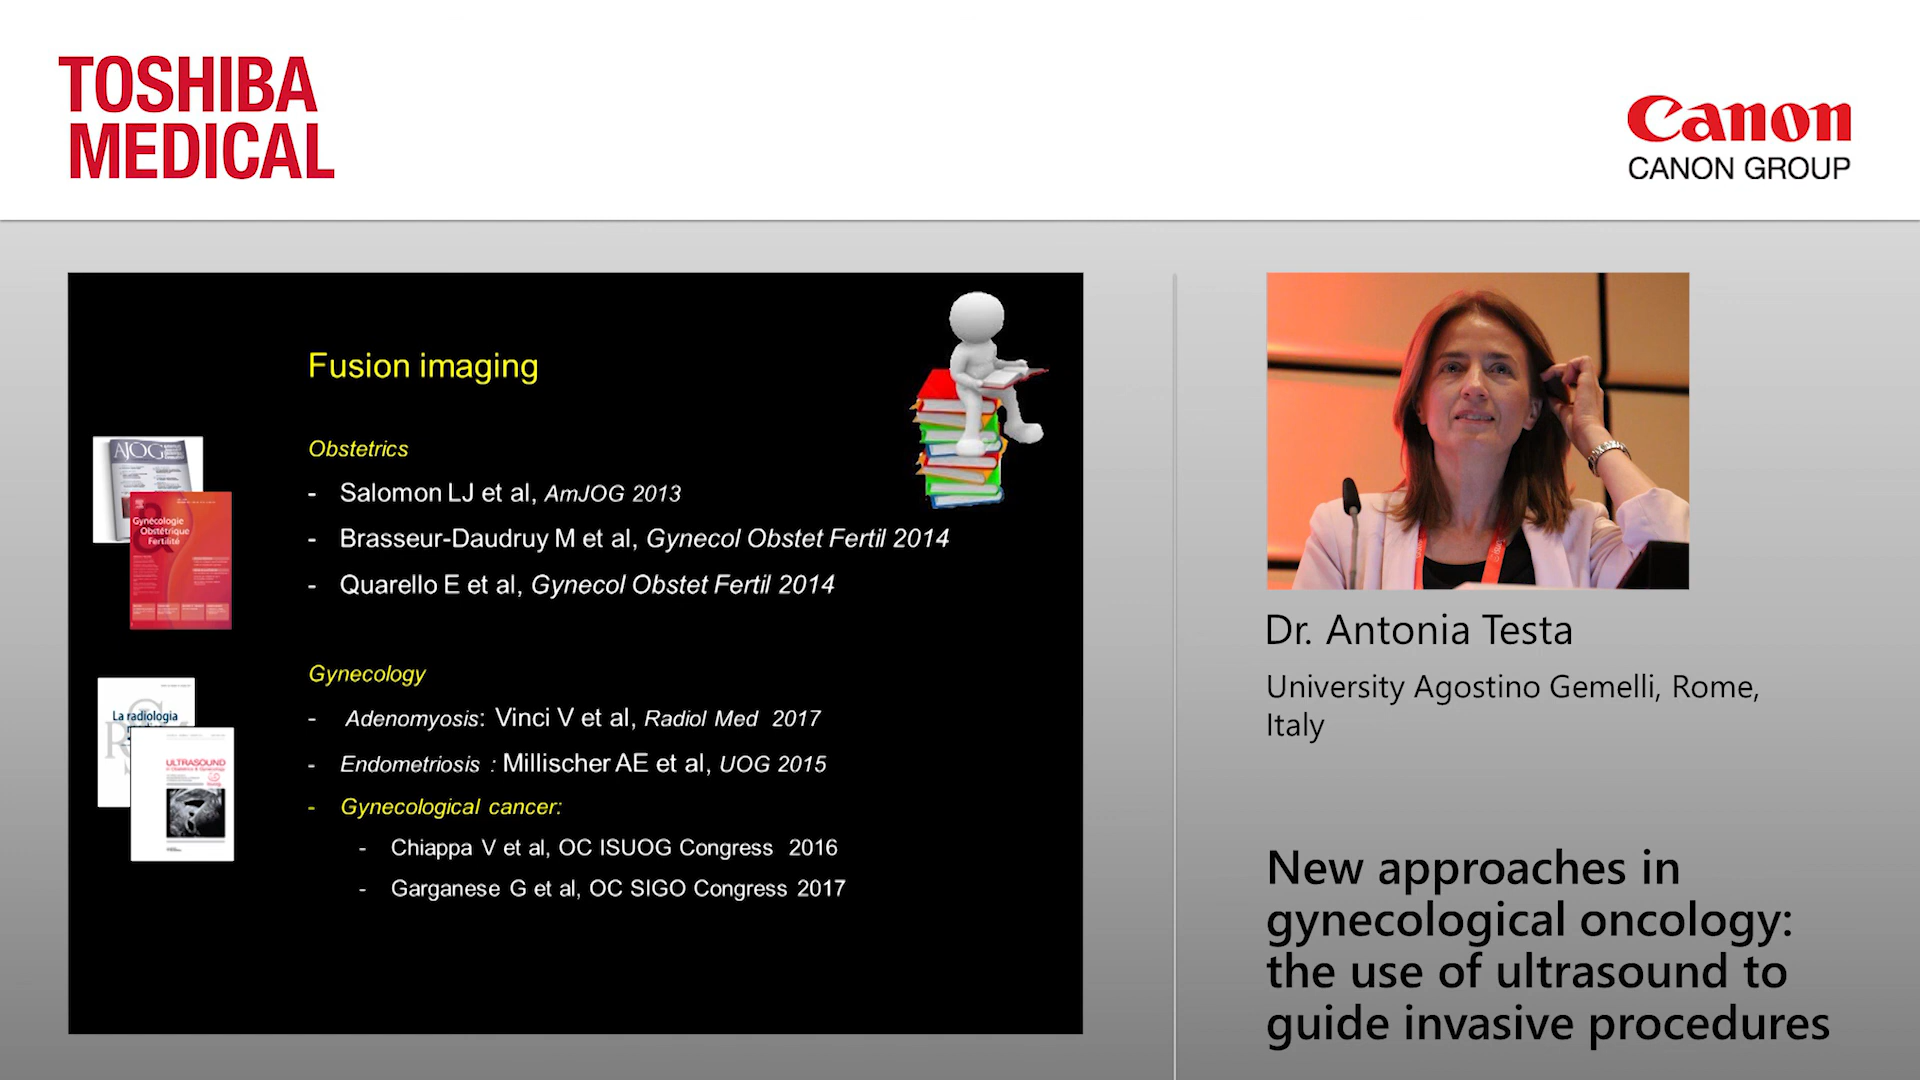 TOSHIBA
MEDICAL
Canon
CANON GROUP
Fusion imaging
Obstetrics
- Salomon LJ et al, AmJOG 2013
- Brasseur-Daudruy M et al, Gynecol Obstet Fertil 2014
- Quarello E et al, Gynecol Obstet Fertil 2014
Gynecology
- Adenomyosis: Vinci V et al, Radiol Med 2017
- Endometriosis : Millischer AE et al, UOG 2015
- Gynecological cancer:
- Chiappa V et al, OC ISUOG Congress 2016
- Garganese G et al, OC SIGO Congress 2017
AJOG
Gynécologie
Obstétrique
Fertilité
La radiologia
ULTRASOUND
Dr. Antonia Testa
University Agostino Gemelli, Rome,
Italy
New approaches in
gynecological oncology:
the use of ultrasound to
guide invasive procedures